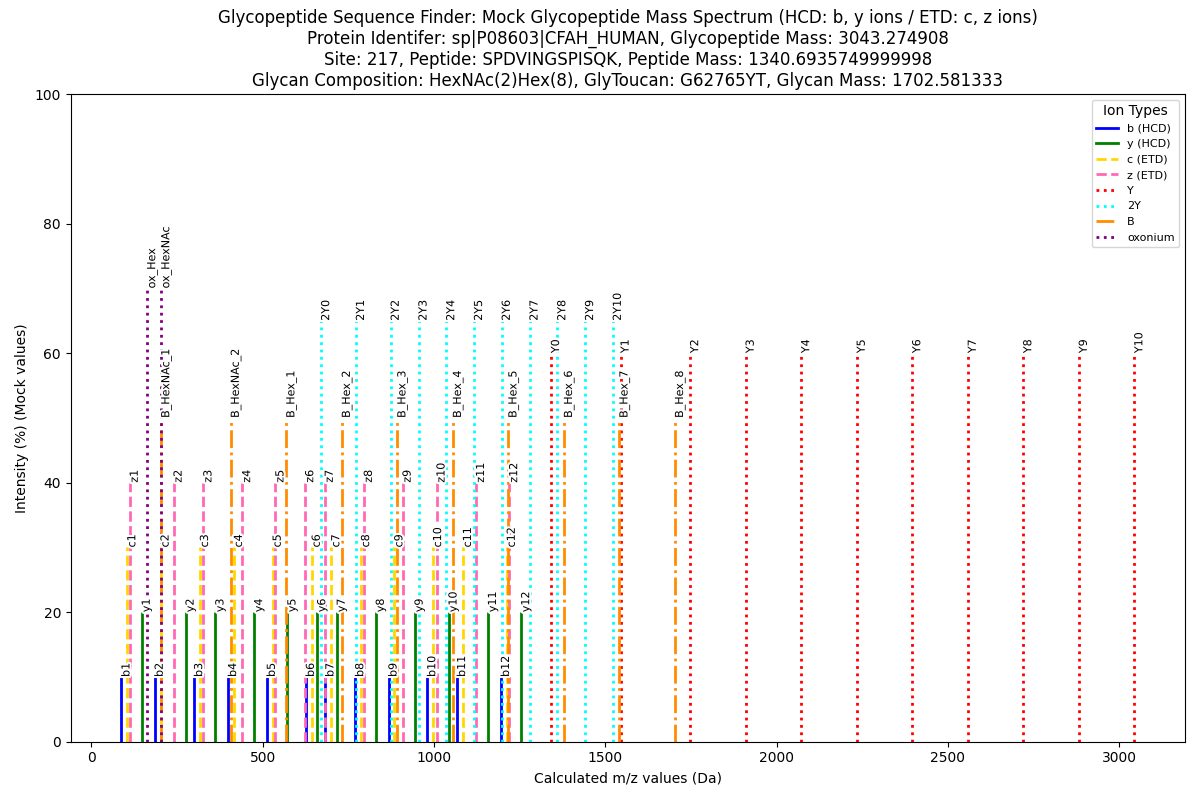 Glycopeptide Sequence Finder: Mock Glycopeptide Mass Spectrum (HCD: b, y ions / ETD: c, z ions)
Protein Identifer: sp|P08603|CFAH_HUMAN, Glycopeptide Mass: 3043.274908
Site: 217, Peptide: SPDVINGSPISQK, Peptide Mass: 1340.6935749999998
Glycan Composition: HexNAc(2)Hex(8), GlyToucan: G62765YT, Glycan Mass: 1702.581333
Intensity (%) (Mock values)
100
80
60
40
20
0
Ion Types
b (HCD)
y (HCD)
c (ETD)
z (ETD)
Y
2Y
B
oxonium
ox_Hex
ox_HexNAc
2Y0
2Y1
2Y2
2Y3
2Y4
2Y5
2Y6
2Y7
2Y8
2Y9
2Y10
Y0
Y1
Y2
Y3
Y4
Y5
Y6
Y7
Y8
Y9
Y10
B_HexNAc_1
B_HexNAc_2
B_Hex_1
B_Hex_2
B_Hex_3
B_Hex_4
B_Hex_5
B_Hex_6
B_Hex_7
B_Hex_8
z1
z2
z3
z4
z5
z6
z7
z8
z9
z10
z11
z12
c1
c2
c3
c4
c5
c6
c7
c8
c9
c10
c11
c12
y1
y2
y3
y4
y5
y6
y7
y8
y9
y10
y11
y12
b1
b2
b3
b4
b5
b6
b7
b8
b9
b10
b11
b12
0
500
1000
1500
2000
2500
3000
Calculated m/z values (Da)